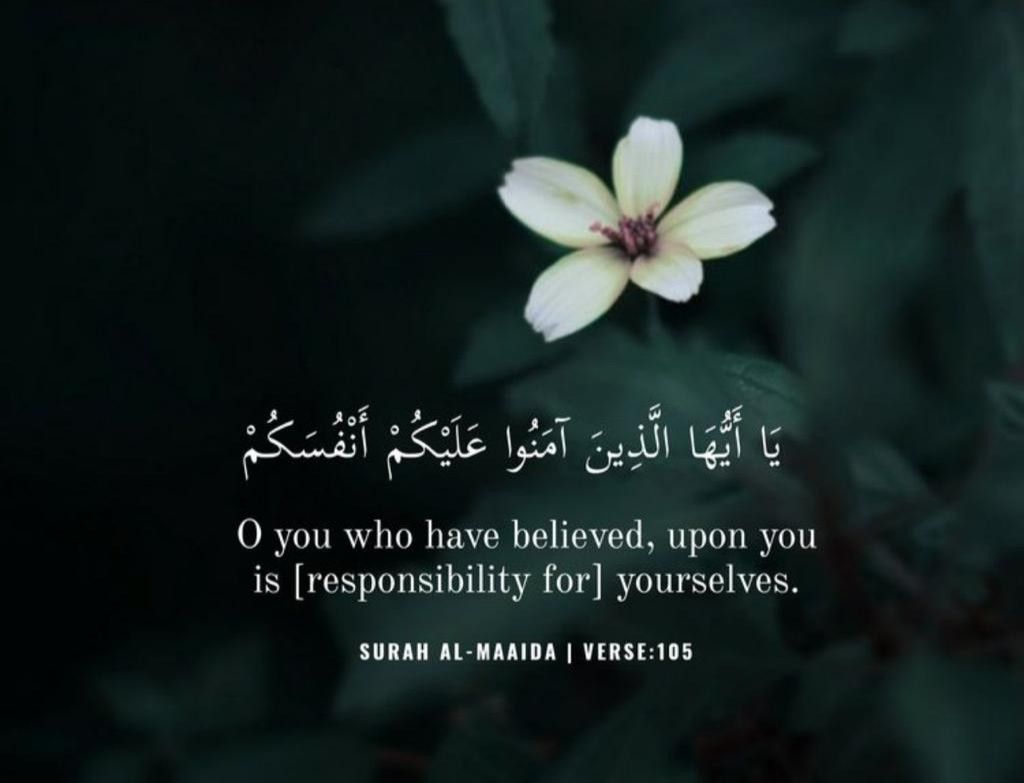 يَا أَيُّهَا الَّذِينَ آمَنُوا عَلَيْكُمْ أَنْفُسَكُمْ
O you who have believed, upon you
is [responsibility for] yourselves.
SURAH AL-MAAIDA | VERSE:105